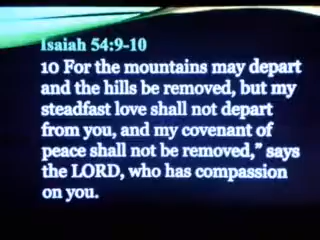 Isaiah 54:9-10
10 For the mountains may depart
and the hills be removed, but my
steadfast love shall not depart
from you, and my covenant of
peace shall not be removed,” says
the LORD, who has compassion
on you.